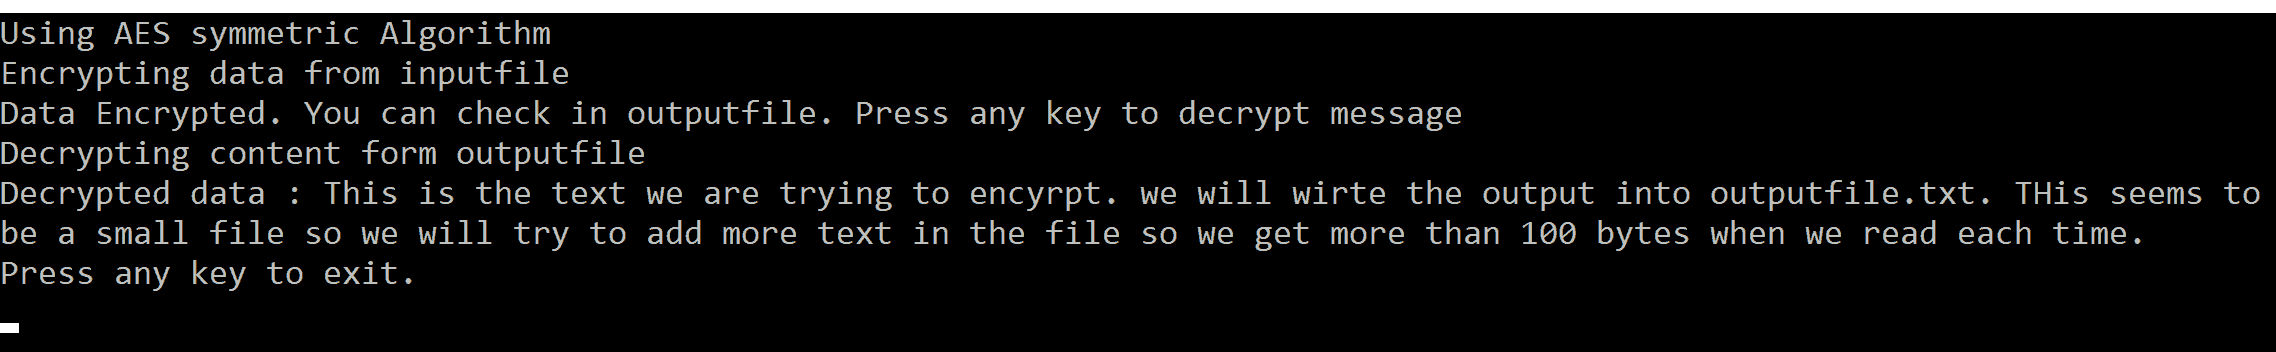 Using AES symmetric Algorithm
Encrypting data from inputfile
Data Encrypted. You can check in outputfile. Press any key to decrypt message
Decrypting content form outputfile
Decrypted data : This is the text we are trying to encyrpt. we will wirte the output into outputfile.txt. THis seems to
be a small file so we will try to add more text in the file so we get more than 100 bytes when we read each time.
Press any key to exit.